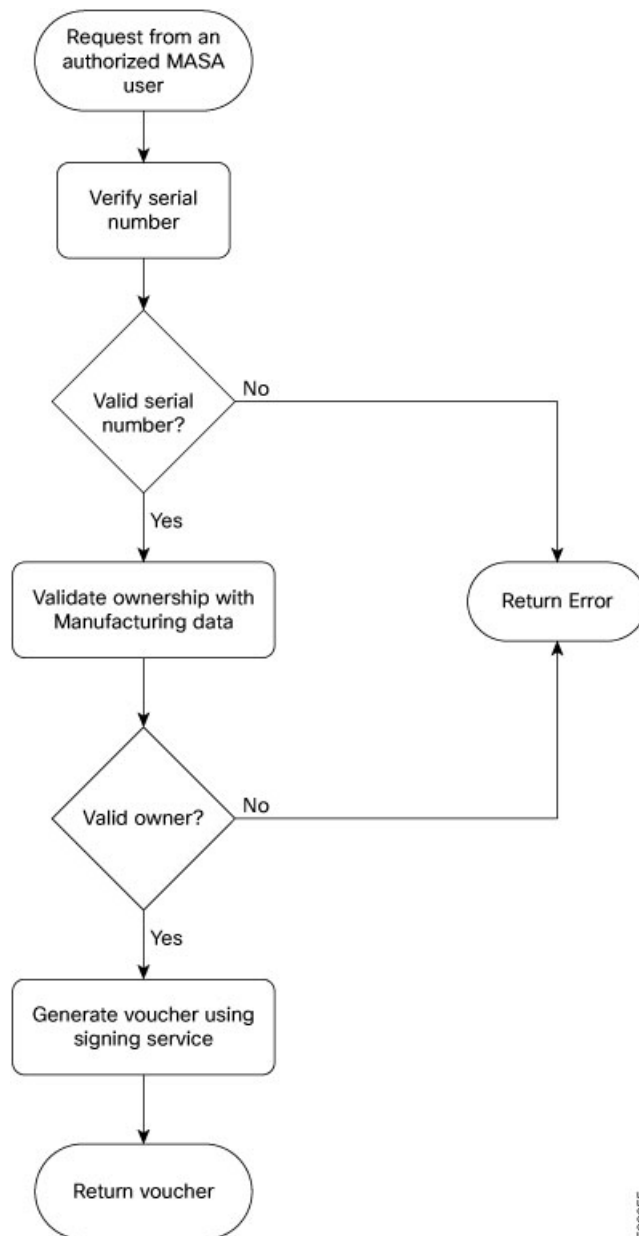 Request from an
authorized MASA
user
Verify serial
number
Valid serial
number?
No
Yes
Validate ownership with
Manufacturing data
Return Error
Valid owner?
No
Yes
Generate voucher using
signing service
Return voucher